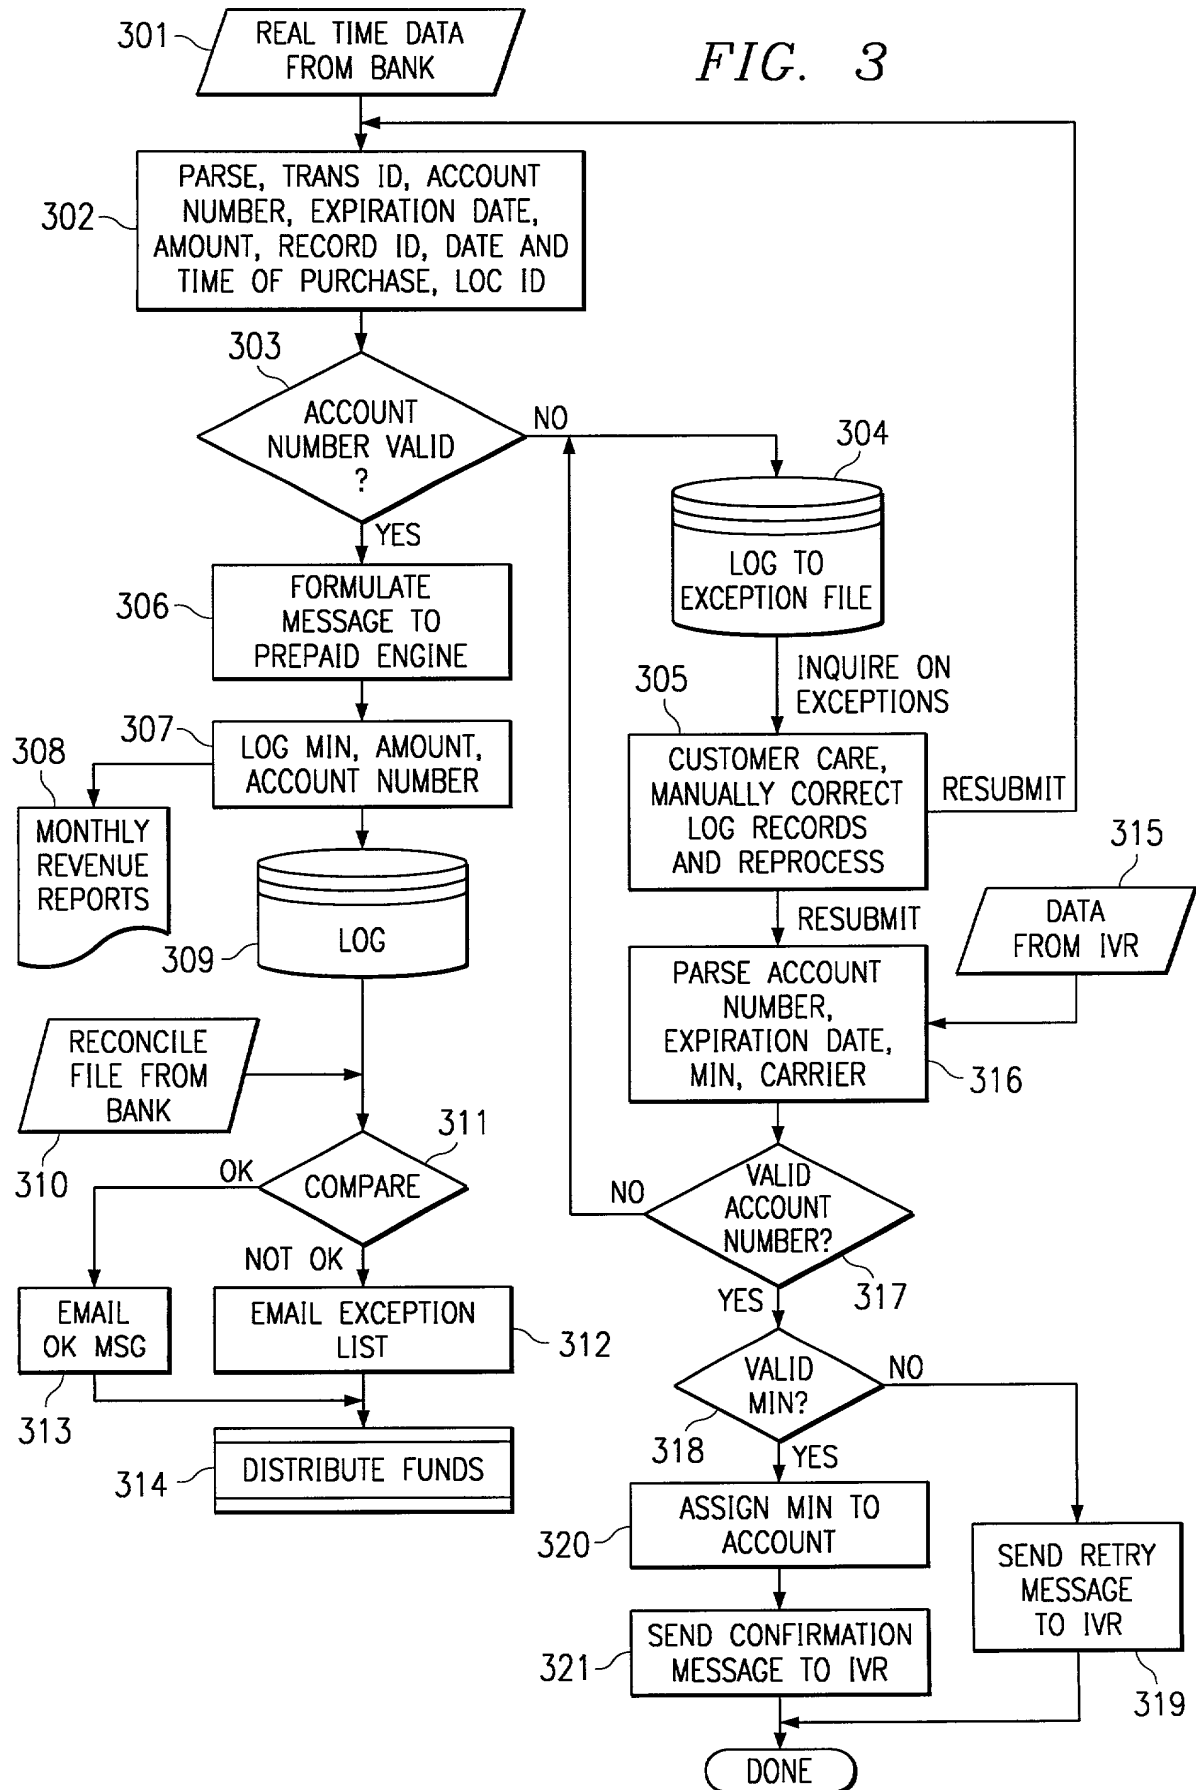 FIG. 3
301
REAL TIME DATA
FROM BANK
302
PARSE, TRANS ID, ACCOUNT
NUMBER, EXPIRATION DATE,
AMOUNT, RECORD ID, DATE AND
TIME OF PURCHASE, LOC ID
303
ACCOUNT
NUMBER VALID
?
NO
YES
304
LOG TO
EXCEPTION FILE
306
FORMULATE
MESSAGE TO
PREPAID ENGINE
INQUIRE ON
EXCEPTIONS
305
CUSTOMER CARE,
MANUALLY CORRECT
LOG RECORDS
AND REPROCESS
RESUBMIT
307
LOG MIN, AMOUNT,
ACCOUNT NUMBER
308
MONTHLY
REVENUE
REPORTS
309
LOG
RESUBMIT
315
DATA
FROM IVR
PARSE ACCOUNT
NUMBER,
EXPIRATION DATE,
MIN, CARRIER
316
RECONCILE
FILE FROM
BANK
310
311
COMPARE
OK
NOT OK
NO
VALID
ACCOUNT
NUMBER?
317
YES
EMAIL
OK MSG
313
EMAIL EXCEPTION
LIST
312
VALID
MIN?
318
NO
YES
314
DISTRIBUTE FUNDS
320
ASSIGN MIN TO
ACCOUNT
SEND RETRY
MESSAGE
TO IVR
319
321
SEND CONFIRMATION
MESSAGE TO IVR
DONE